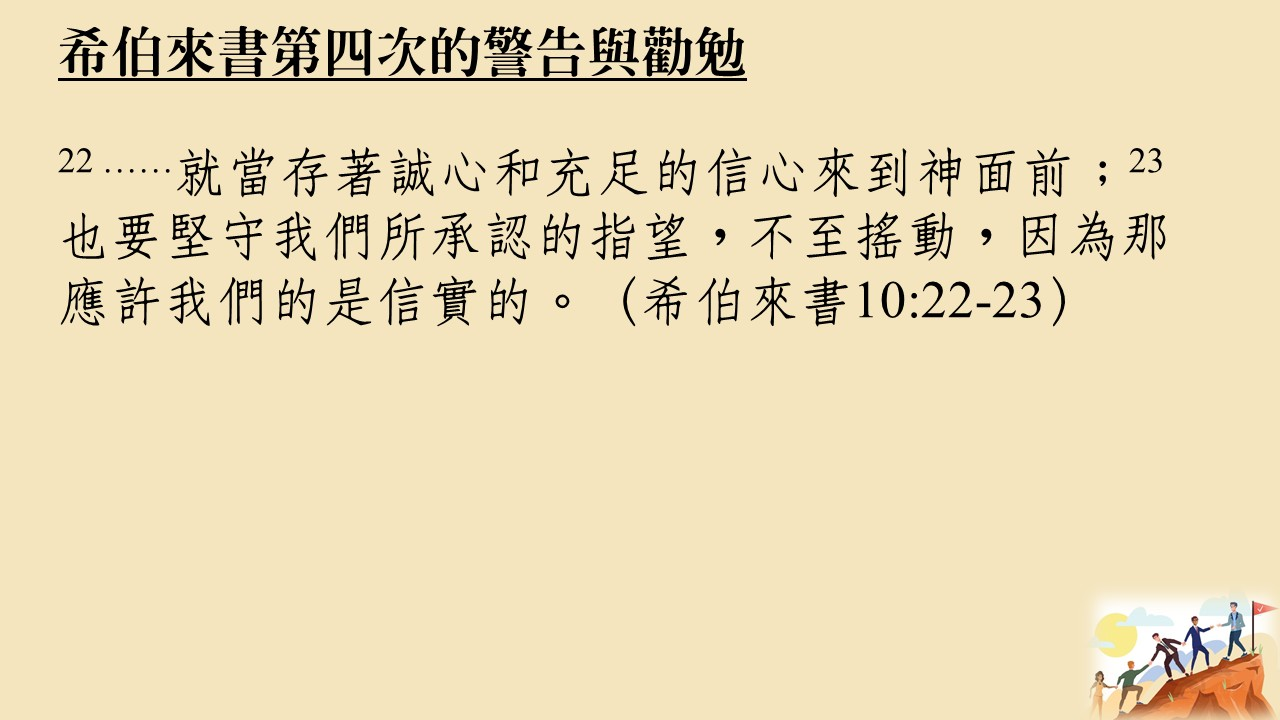 希伯來書第四次的警告與勸勉
22 ……就當存著誠心和充足的信心來到神面前；23
也要堅守我們所承認的指望，不至搖動，因為那
應許我們的是信實的。（希伯來書10:22-23）